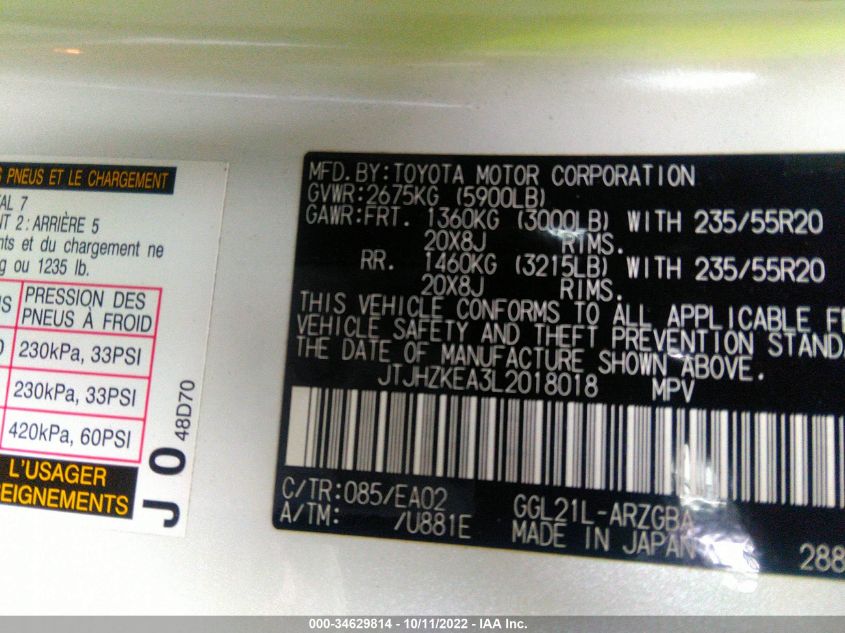 S PNEUS ET LE CHARGEMENT
AL 7
NT 2: ARRIÈRE 5
nts et du chargement ne
g ou 1235 lb.
PRESSION DES
PNEUS À FROID
230kPa, 33PSI
230kPa, 33PSI
420kPa, 60PSI
L'USAGER
SEIGNEMENTS
J 0 48D70
MFD.BY:TOYOTA MOTOR CORPORATION
GVWR:2675KG (5900LB)
GAWR:FRT. 1360KG (3000LB) WITH 235/55R20
20X8J RIMS.
RR. 1460KG (3215LB) WITH 235/55R20
20X8J RIMS.
THIS VEHICLE CONFORMS TO ALL APPLICABLE FE
VEHICLE SAFETY AND THEFT PREVENTION STANDA
THE DATE OF MANUFACTURE SHOWN ABOVE.
JTJHZKEA3L2018018 MPV
C/TR:085/EA02 GGL21L-ARZGBA
A/TM: /U881E MADE IN JAPAN
288
000-34629814 - 10/11/2022 - IAA Inc.